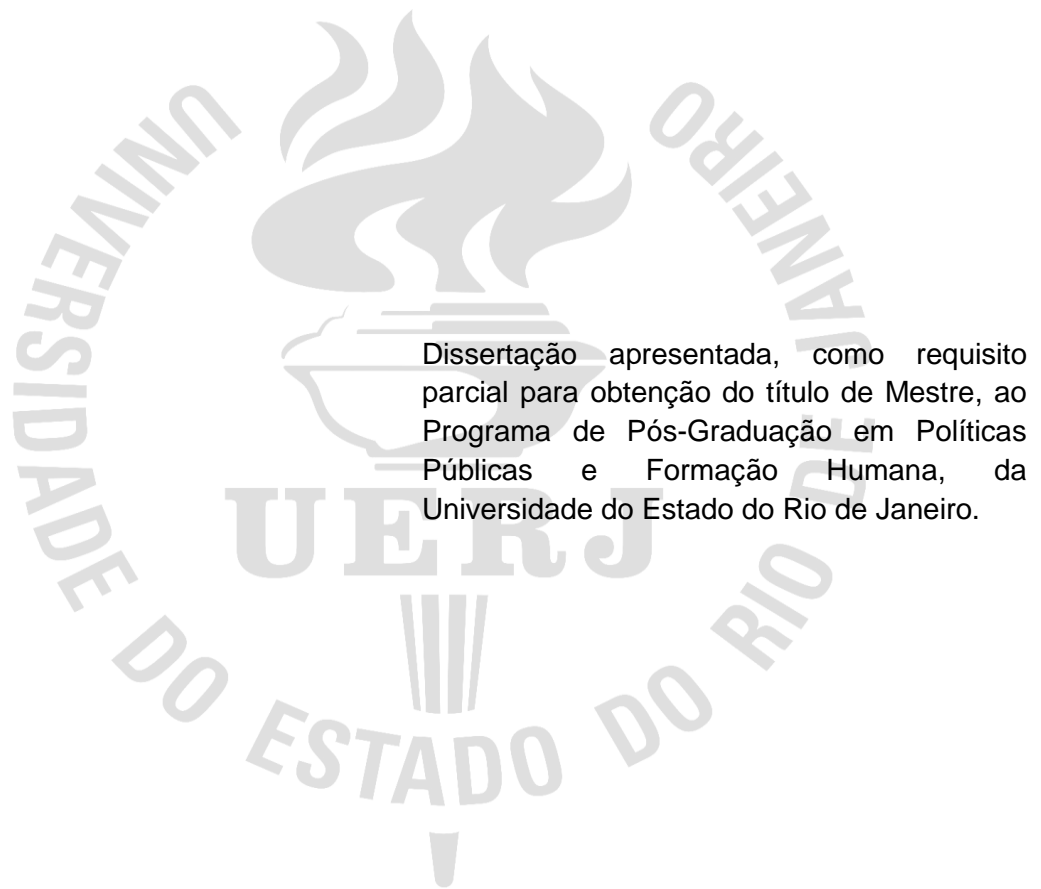 UNIVERSIDADE DO ESTADO DO RIO DE JANEIRO
Dissertação apresentada, como requisito
parcial para obtenção do título de Mestre, ao
Programa de Pós-Graduação em Políticas
Públicas e Formação Humana, da
Universidade do Estado do Rio de Janeiro.
UERJ